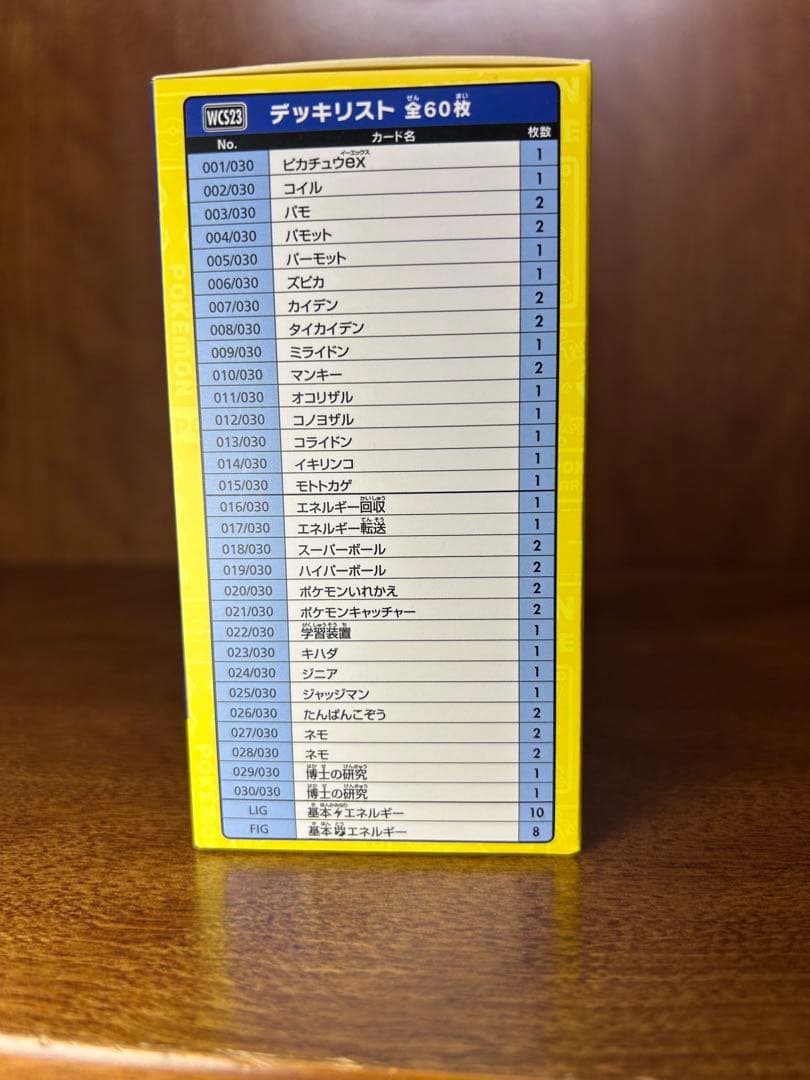 WCS23 デッキリスト 全60枚
No. カード名 枚数
001/030 ピカチュウex 1
002/030 コイル 1
003/030 パモ 2
004/030 パモット 2
005/030 パーモット 1
006/030 ズピカ 1
007/030 カイデン 2
008/030 タイカイデン 2
009/030 ミライドン 1
010/030 マンキー 2
011/030 オコリザル 1
012/030 コノヨザル 1
013/030 コライドン 1
014/030 イキリンコ 1
015/030 モトトカゲ 1
016/030 エネルギー回収 1
017/030 エネルギー転送 1
018/030 スーパーボール 2
019/030 ハイパーボール 2
020/030 ポケモンいれかえ 2
021/030 ポケモンキャッチャー 2
022/030 学習装置 1
023/030 キハダ 1
024/030 ジニア 1
025/030 ジャッジマン 1
026/030 たんぱんこぞう 2
027/030 ネモ 2
028/030 ネモ 2
029/030 博士の研究 1
030/030 博士の研究 1
LIG 基本エネルギー 10
FIG 基本エネルギー 8
POKÉMON